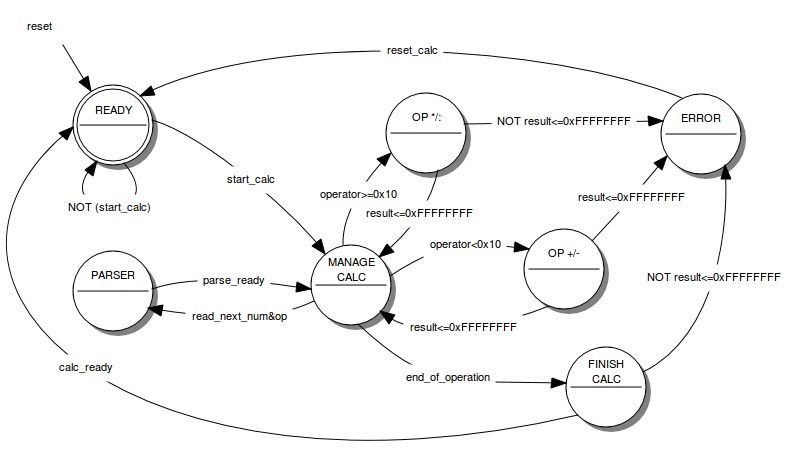 reset
reset_calc
READY
OP */:
NOT result<=0xFFFFFFFF
ERROR
start_calc
operator>=0x10
result<=0xFFFFFFFF
result<=0xFFFFFFFF
NOT (start_calc)
operator<0x10
OP +/-
PARSER
parse_ready
MANAGE
CALC
NOT result<=0xFFFFFFFF
read_next_num&op
result<=0xFFFFFFFF
calc_ready
end_of_operation
FINISH
CALC